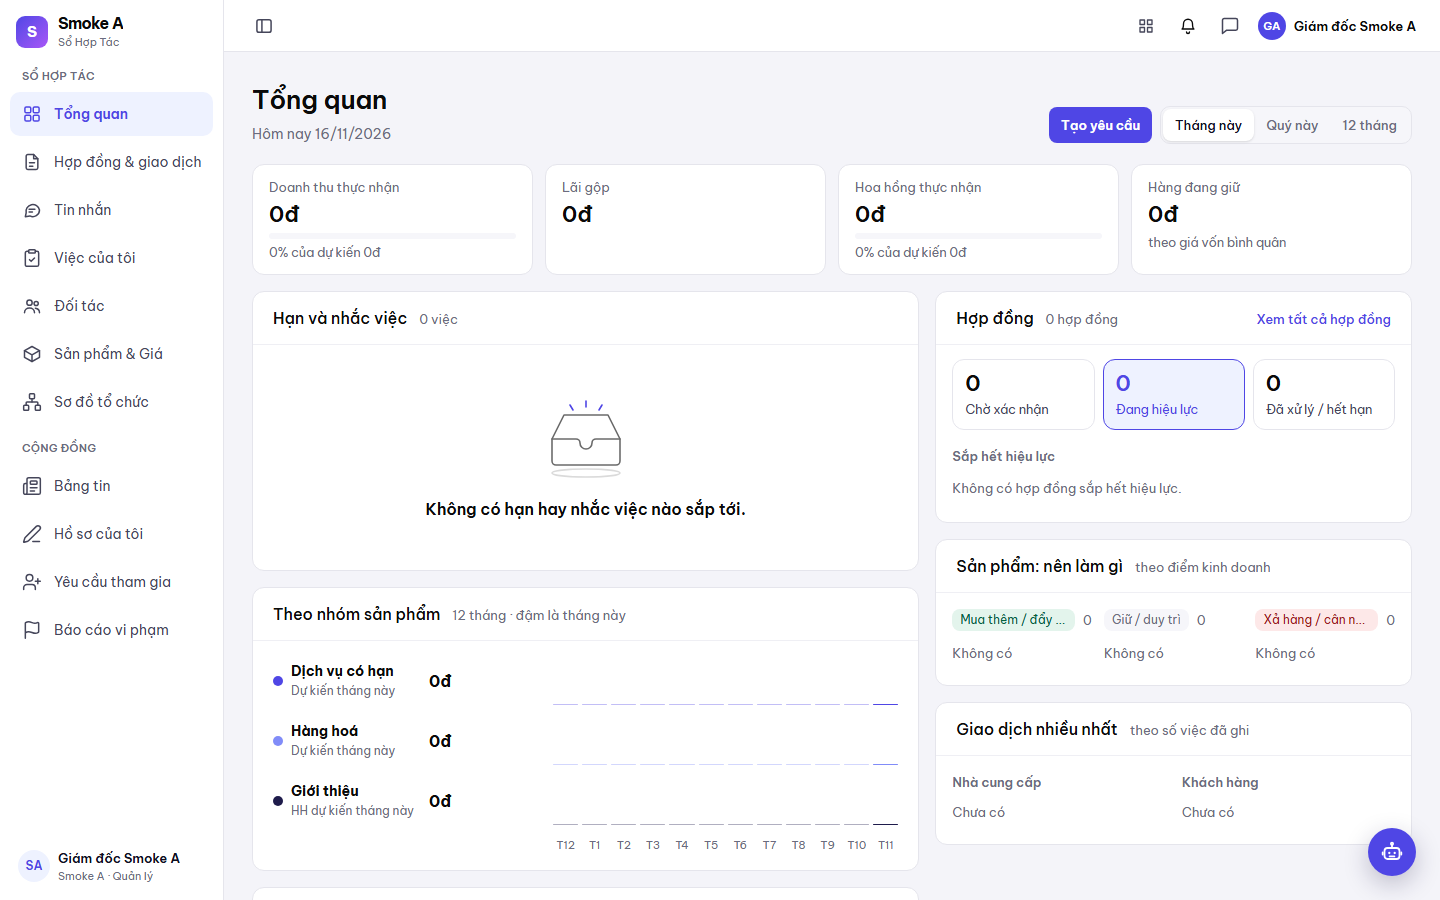 S
Smoke A
Sổ Hợp Tác
SỔ HỢP TÁC
Tổng quan
Hợp đồng & giao dịch
Tin nhắn
Việc của tôi
Đối tác
Sản phẩm & Giá
Sơ đồ tổ chức
CỘNG ĐỒNG
Bảng tin
Hồ sơ của tôi
Yêu cầu tham gia
Báo cáo vi phạm
SA
Giám đốc Smoke A
Smoke A · Quản lý
GA
Giám đốc Smoke A
Tổng quan
Hôm nay 16/11/2026
Tạo yêu cầu
Tháng này
Quý này
12 tháng
Doanh thu thực nhận
0đ
0% của dự kiến 0đ
Lãi gộp
0đ
Hoa hồng thực nhận
0đ
0% của dự kiến 0đ
Hàng đang giữ
0đ
theo giá vốn bình quân
Hạn và nhắc việc 0 việc
Không có hạn hay nhắc việc nào sắp tới.
Theo nhóm sản phẩm 12 tháng · đậm là tháng này
Dịch vụ có hạn
Dự kiến tháng này
0đ
Hàng hoá
Dự kiến tháng này
0đ
Giới thiệu
HH dự kiến tháng này
0đ
T12 T1 T2 T3 T4 T5 T6 T7 T8 T9 T10 T11
Hợp đồng 0 hợp đồng
Xem tất cả hợp đồng
0
Chờ xác nhận
0
Đang hiệu lực
0
Đã xử lý / hết hạn
Sắp hết hiệu lực
Không có hợp đồng sắp hết hiệu lực.
Sản phẩm: nên làm gì theo điểm kinh doanh
Mua thêm / đẩy ... 0
Không có
Giữ / duy trì 0
Không có
Xả hàng / cân n... 0
Không có
Giao dịch nhiều nhất theo số việc đã ghi
Nhà cung cấp
Chưa có
Khách hàng
Chưa có